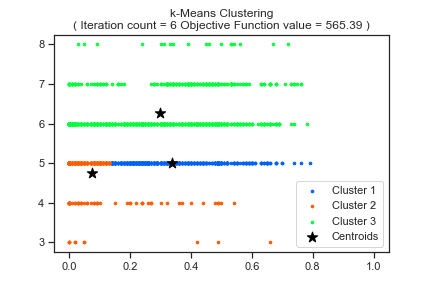 k-Means Clustering
( Iteration count = 6 Objective Function value = 565.39 )
8
7
6
5
4
3
0.0 0.2 0.4 0.6 0.8 1.0
Cluster 1
Cluster 2
Cluster 3
Centroids